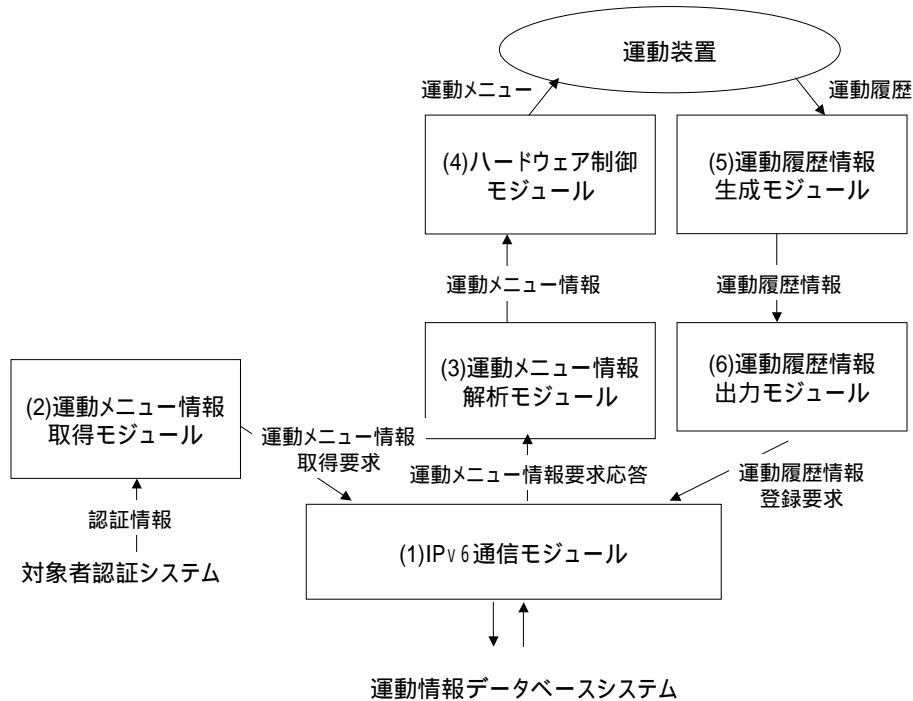 運動装置
運動メニュー
運動履歴
(4)ハードウェア制御
モジュール
(5)運動履歴情報
生成モジュール
運動メニュー情報
運動履歴情報
(3)運動メニュー情報
解析モジュール
(6)運動履歴情報
出力モジュール
(2)運動メニュー情報
取得モジュール
運動メニュー情報
取得要求
運動メニュー情報要求応答
運動履歴情報
登録要求
認証情報
対象者認証システム
(1)IPv6通信モジュール
運動情報データベースシステム